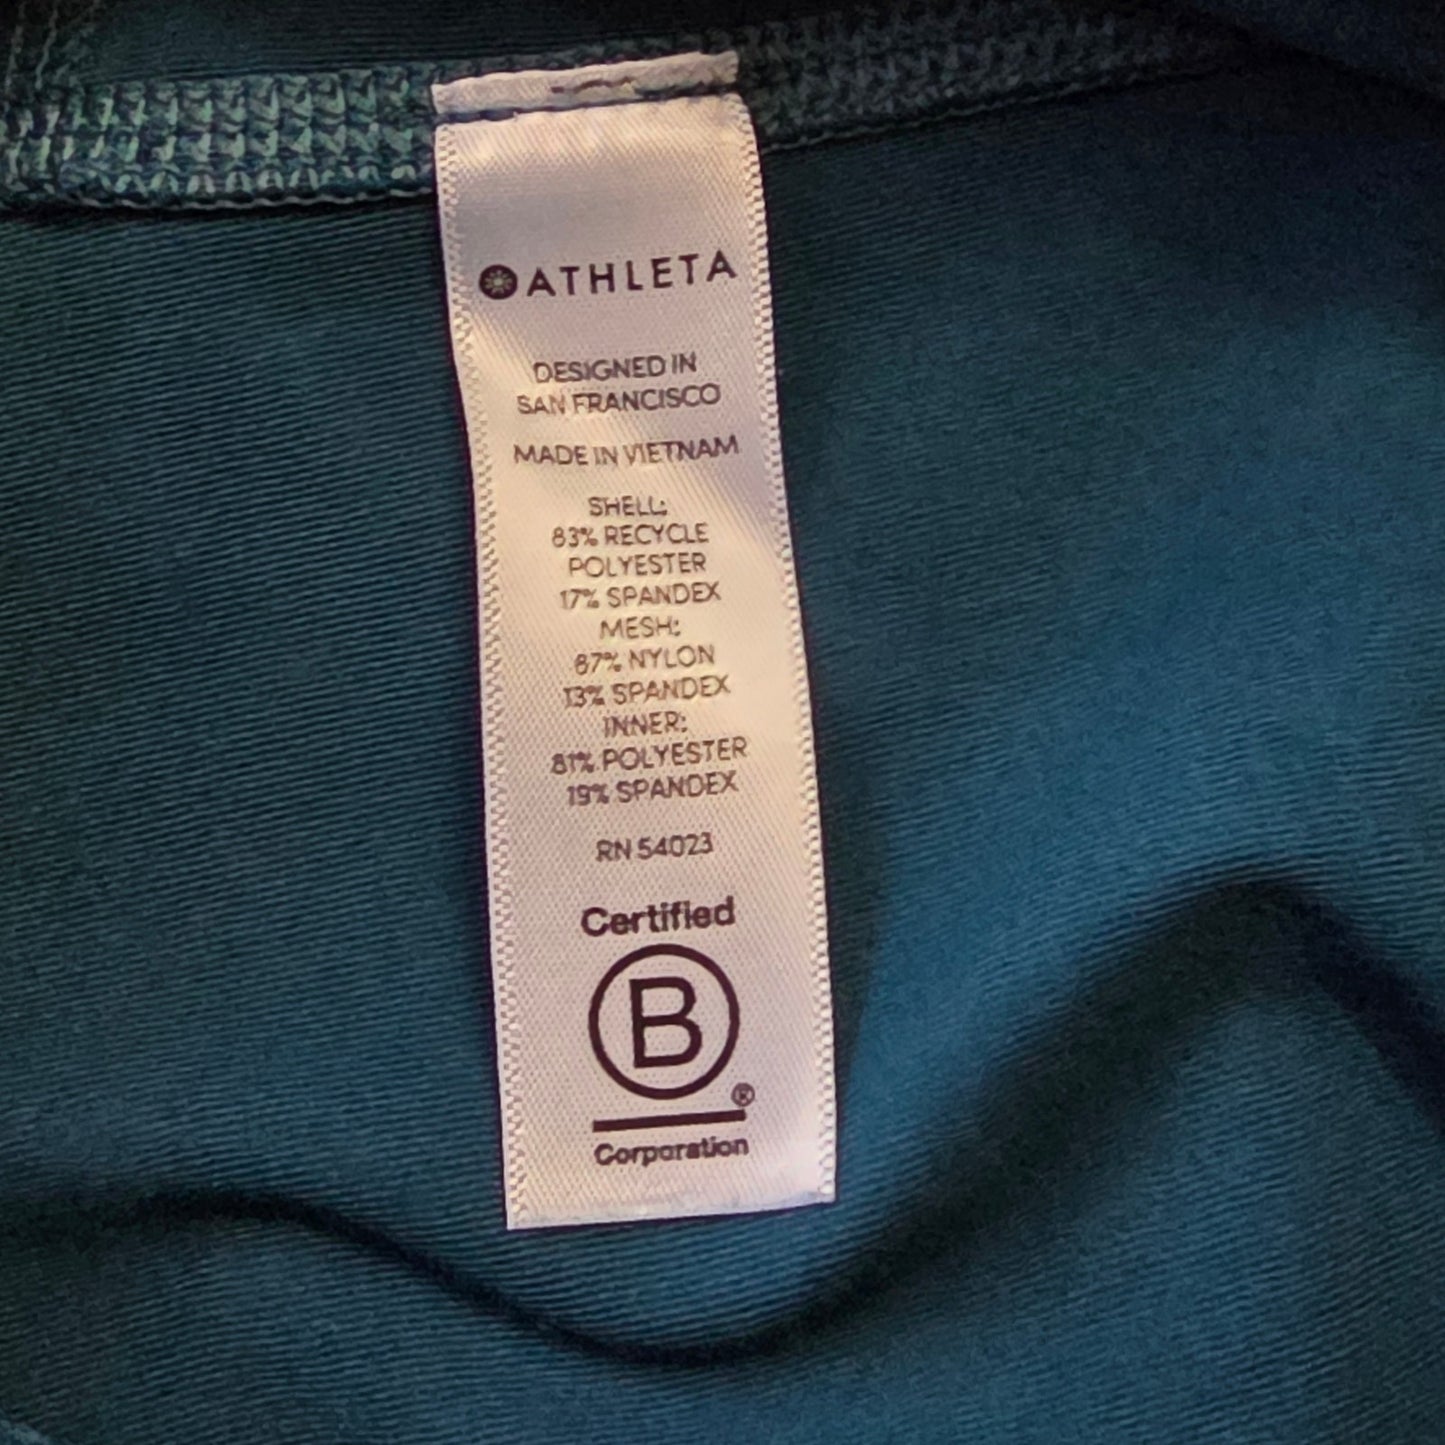 ATHLETA
DESIGNED IN
SAN FRANCISCO
MADE IN VIETNAM
SHELL:
83% RECYCLE
POLYESTER
17% SPANDEX
MESH:
87% NYLON
13% SPANDEX
INNER:
81% POLYESTER
19% SPANDEX
RN 54023
Certified
B
®
Corporation